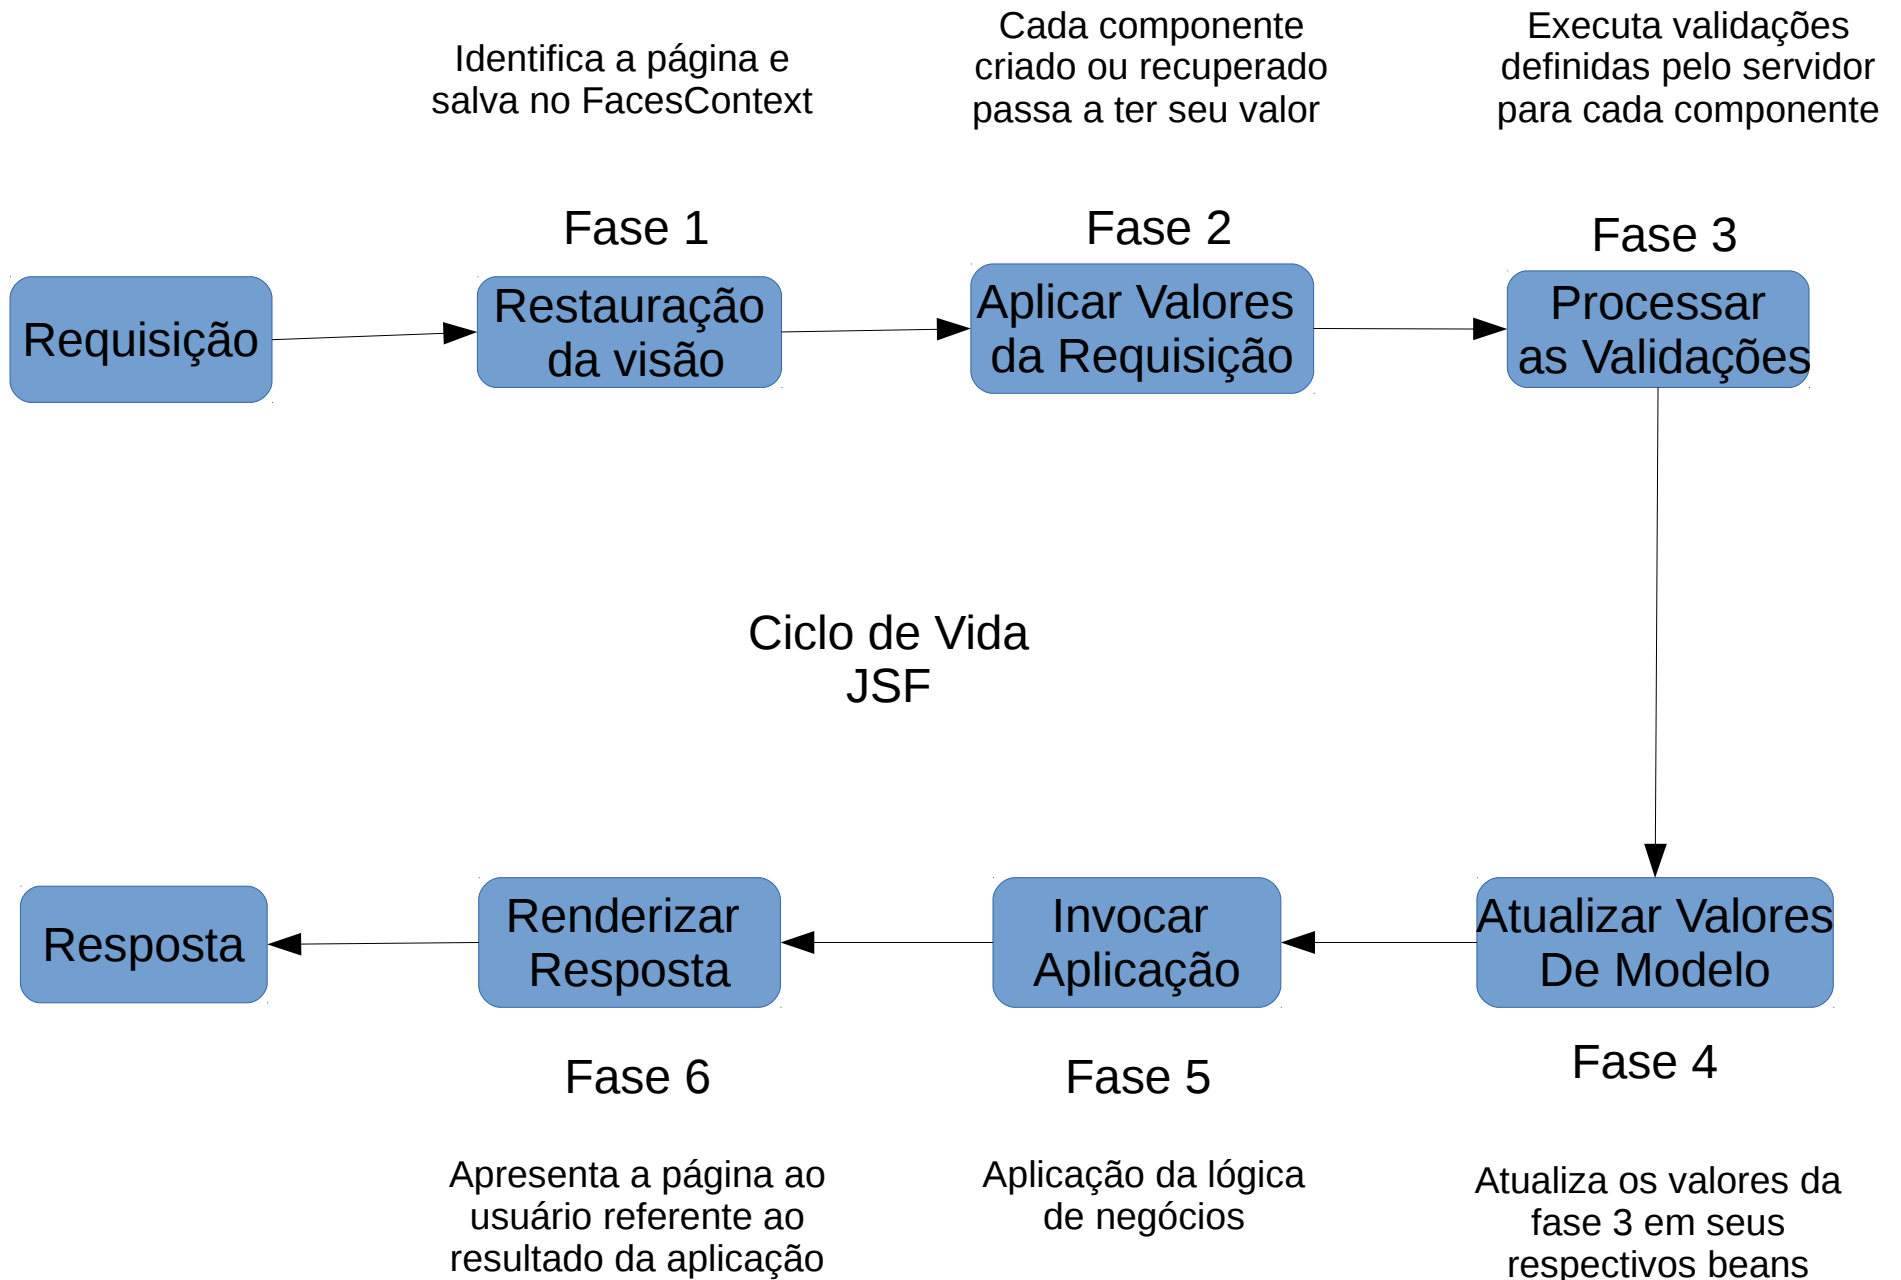 Identifica a página e
salva no FacesContext
Cada componente
criado ou recuperado
passa a ter seu valor
Executa validações
definidas pelo servidor
para cada componente
Fase 1
Fase 2
Fase 3
Requisição
Restauração
da visão
Aplicar Valores
da Requisição
Processar
as Validações
Ciclo de Vida
JSF
Resposta
Renderizar
Resposta
Invocar
Aplicação
Atualizar Valores
De Modelo
Fase 6
Fase 5
Fase 4
Apresenta a página ao
usuário referente ao
resultado da aplicação
Aplicação da lógica
de negócios
Atualiza os valores da
fase 3 em seus
respectivos beans